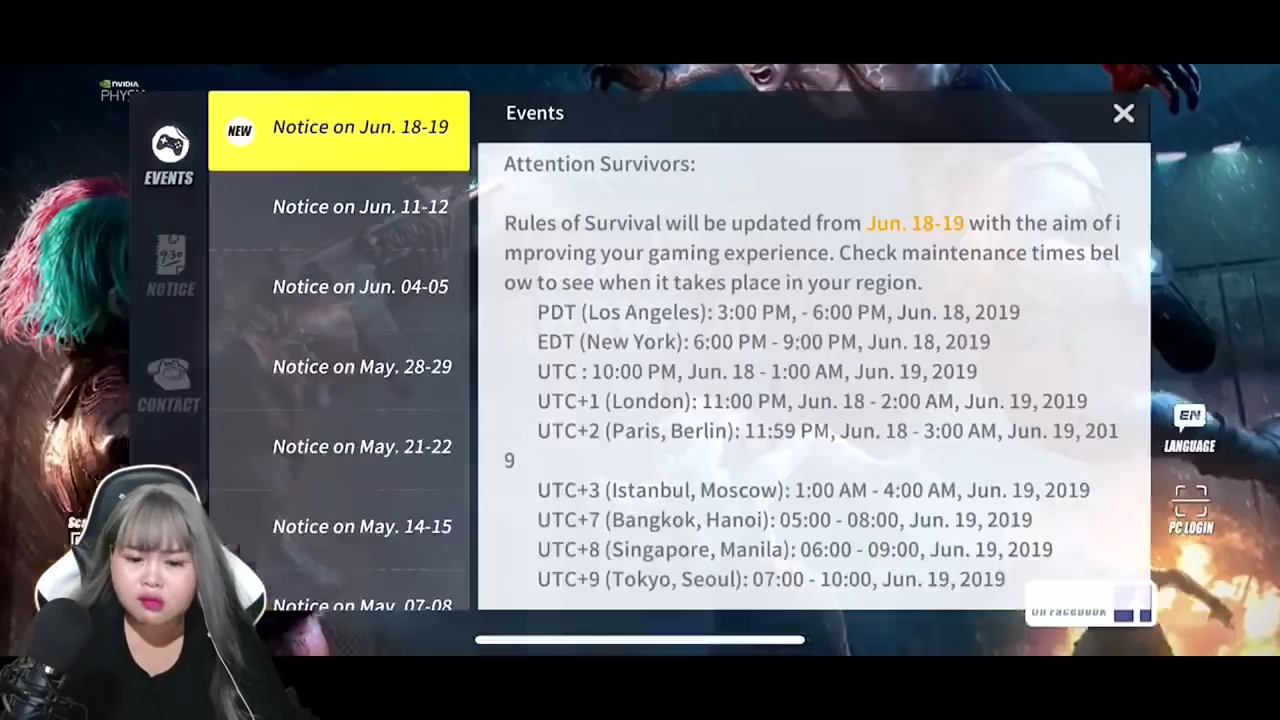 NVIDIA
EVENTS
NOTICE
CONTACT
NEW
Notice on Jun. 18-19
Notice on Jun. 11-12
Notice on Jun. 04-05
Notice on May. 28-29
Notice on May. 21-22
Notice on May. 14-15
Notice on May. 07-08
Events
Attention Survivors:
Rules of Survival will be updated from Jun. 18-19 with the aim of i
mproving your gaming experience. Check maintenance times bel
ow to see when it takes place in your region.
PDT (Los Angeles): 3:00 PM, - 6:00 PM, Jun. 18, 2019
EDT (New York): 6:00 PM - 9:00 PM, Jun. 18, 2019
UTC : 10:00 PM, Jun. 18 - 1:00 AM, Jun. 19, 2019
UTC+1 (London): 11:00 PM, Jun. 18 - 2:00 AM, Jun. 19, 2019
UTC+2 (Paris, Berlin): 11:59 PM, Jun. 18 - 3:00 AM, Jun. 19, 201
9
UTC+3 (Istanbul, Moscow): 1:00 AM - 4:00 AM, Jun. 19, 2019
UTC+7 (Bangkok, Hanoi): 05:00 - 08:00, Jun. 19, 2019
UTC+8 (Singapore, Manila): 06:00 - 09:00, Jun. 19, 2019
UTC+9 (Tokyo, Seoul): 07:00 - 10:00, Jun. 19, 2019
EN
LANGUAGE
PC LOGIN
on Facebook